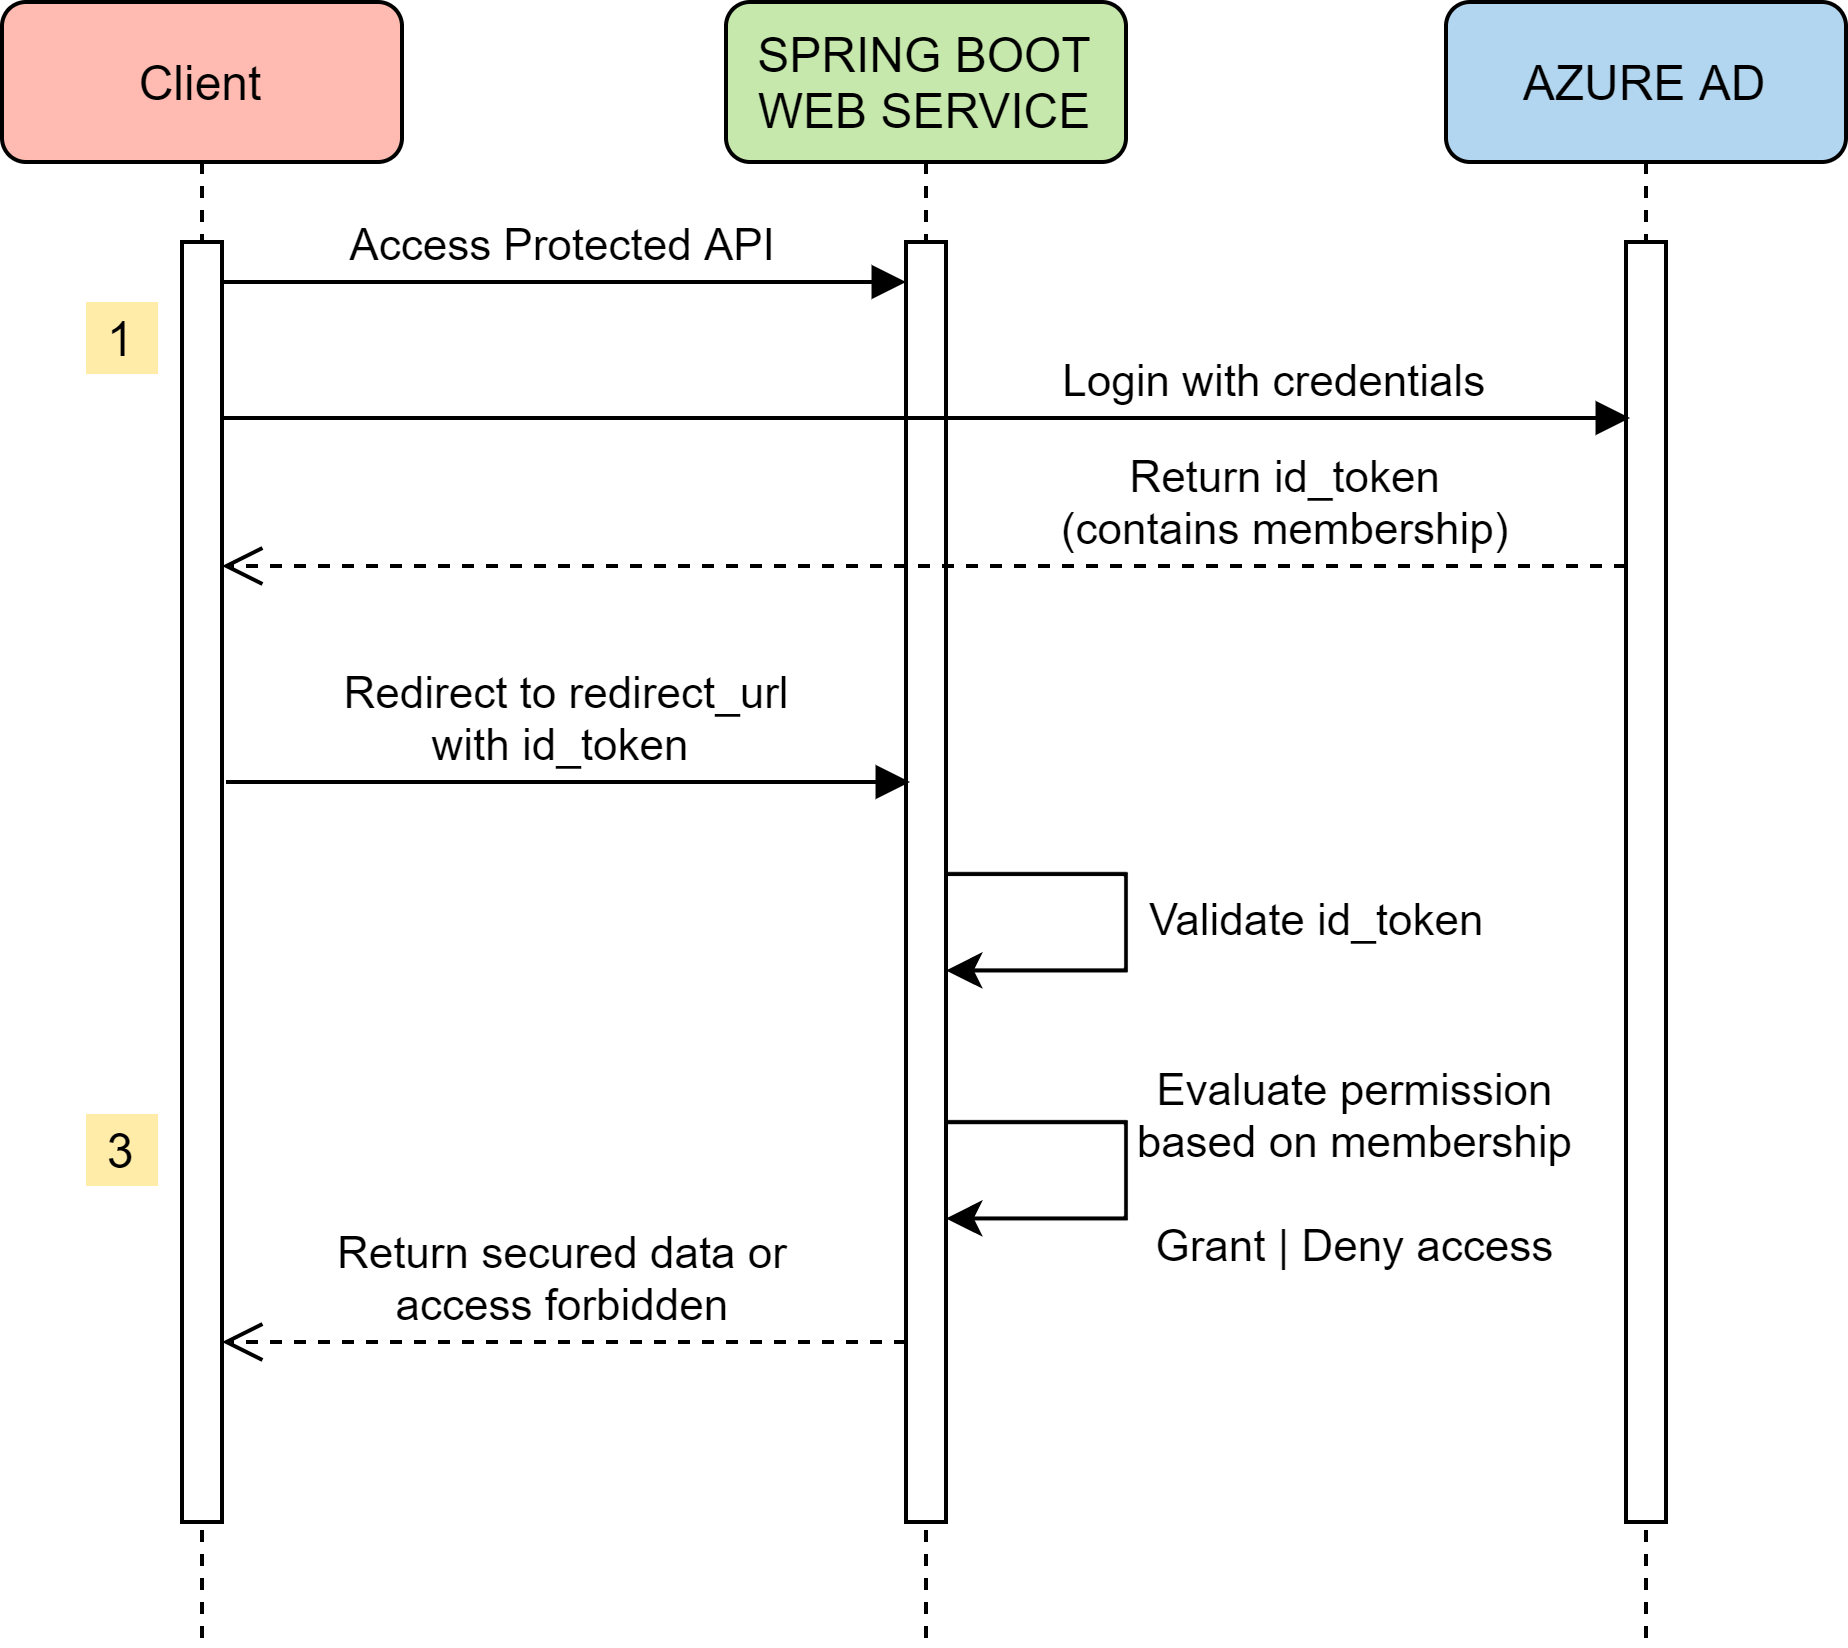 Client
SPRING BOOT
WEB SERVICE
AZURE AD
Access Protected API
1
Login with credentials
Return id_token
(contains membership)
Redirect to redirect_url
with id_token
Validate id_token
Evaluate permission
based on membership
3
Grant | Deny access
Return secured data or
access forbidden